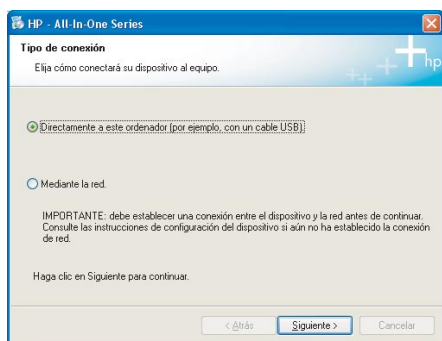 HP - All-In-One Series
Tipo de conexión
Elija cómo conectará su dispositivo al equipo.
hp
Directamente a este ordenador (por ejemplo, con un cable USB).
Mediante la red.
IMPORTANTE: debe establecer una conexión entre el dispositivo y la red antes de continuar.
Consulte las instrucciones de configuración del dispositivo si aún no ha establecido la conexión
de red.
Haga clic en Siguiente para continuar.
< Atrás
Siguiente >
Cancelar